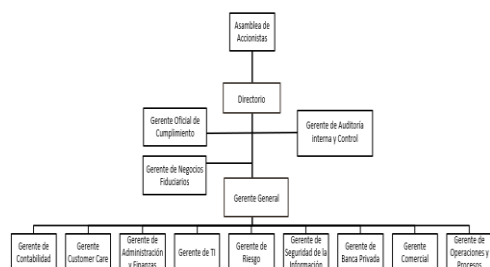 Asamblea de
Accionistas
Directorio
Gerente Oficial de
Cumplimiento
Gerente de Auditoría
interna y Control
Gerente de Negocios
Fiduciarios
Gerente General
Gerente de
Contabilidad
Gerente
Customer Care
Gerente de
Administración
y Finanzas
Gerente de TI
Gerente de
Riesgo
Gerente de
Seguridad de la
Información
Gerente de
Banca Privada
Gerente
Comercial
Gerente de
Operaciones y
Procesos